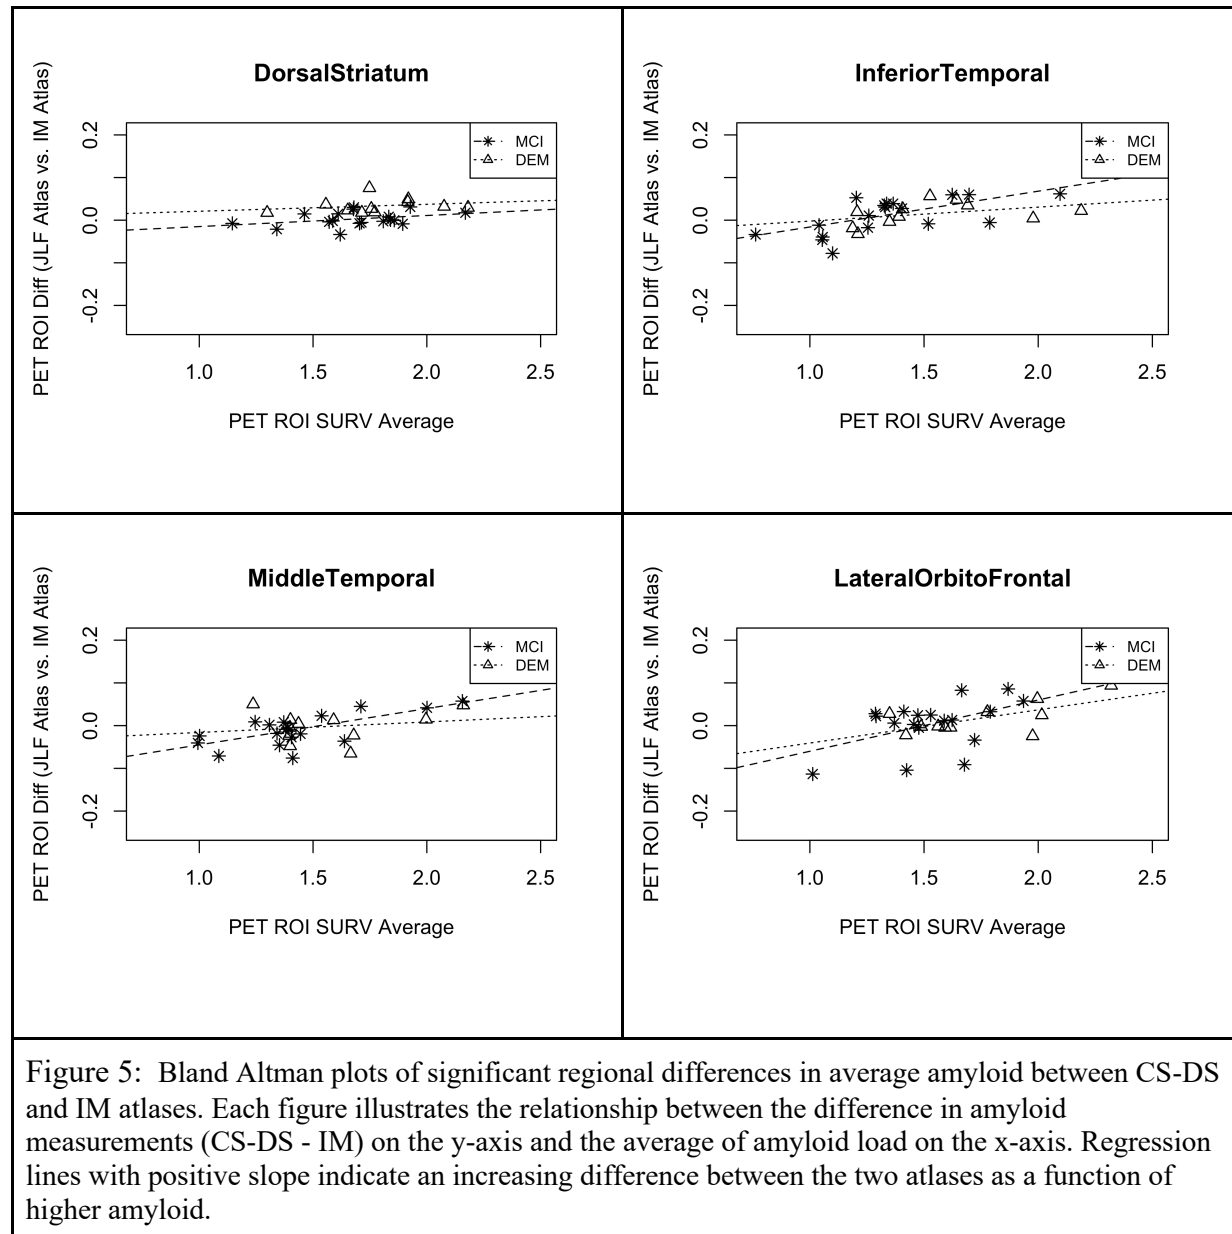 DorsalStriatum
PET ROI Diff (JLF Atlas vs. IM Atlas)
0.2
0.0
-0.2
MCI
DEM
1.0 1.5 2.0 2.5
PET ROI SURV Average
InferiorTemporal
PET ROI Diff (JLF Atlas vs. IM Atlas)
0.2
0.0
-0.2
MCI
DEM
1.0 1.5 2.0 2.5
PET ROI SURV Average
MiddleTemporal
PET ROI Diff (JLF Atlas vs. IM Atlas)
0.2
0.0
-0.2
MCI
DEM
1.0 1.5 2.0 2.5
PET ROI SURV Average
LateralOrbitoFrontal
PET ROI Diff (JLF Atlas vs. IM Atlas)
0.2
0.0
-0.2
MCI
DEM
1.0 1.5 2.0 2.5
PET ROI SURV Average
Figure 5: Bland Altman plots of significant regional differences in average amyloid between CS-DS
and IM atlases. Each figure illustrates the relationship between the difference in amyloid
measurements (CS-DS - IM) on the y-axis and the average of amyloid load on the x-axis. Regression
lines with positive slope indicate an increasing difference between the two atlases as a function of
higher amyloid.